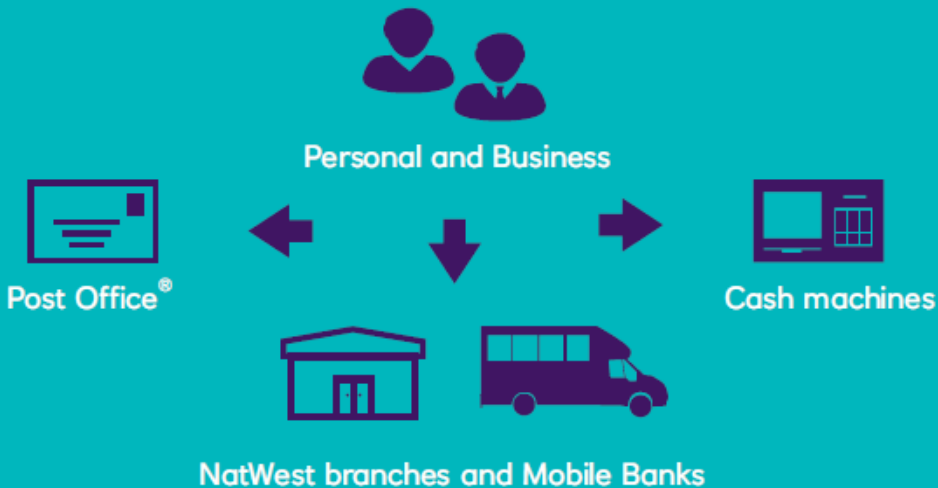 Personal and Business
Post Office®
Cash machines
NatWest branches and Mobile Banks